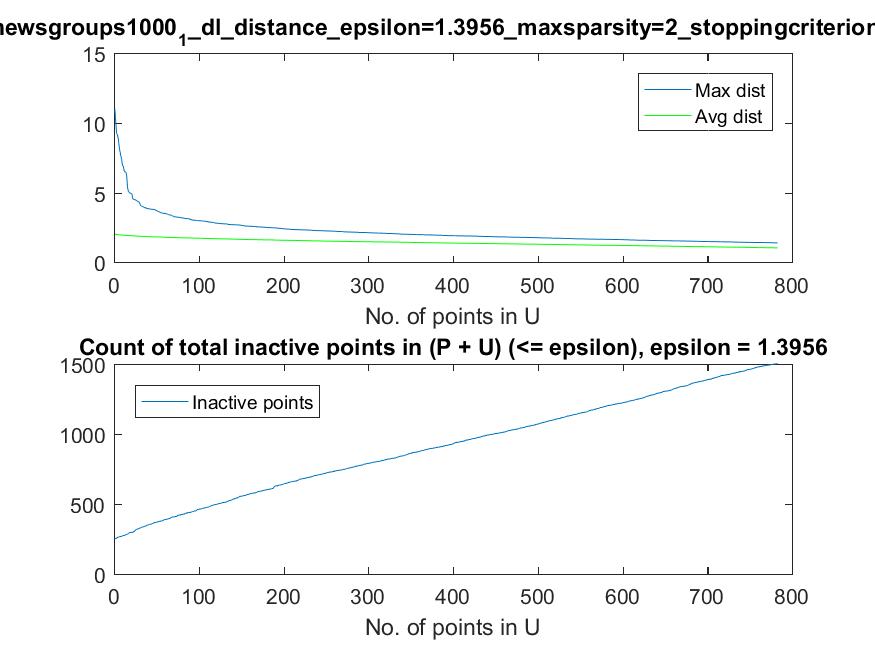 newsgroups1000_1_dl_distance_epsilon=1.3956_maxsparsity=2_stoppingcriterion
15
10
5
0
Max dist
Avg dist
0 100 200 300 400 500 600 700 800
No. of points in U
Count of total inactive points in (P + U) (<= epsilon), epsilon = 1.3956
1500
1000
500
0
Inactive points
0 100 200 300 400 500 600 700 800
No. of points in U